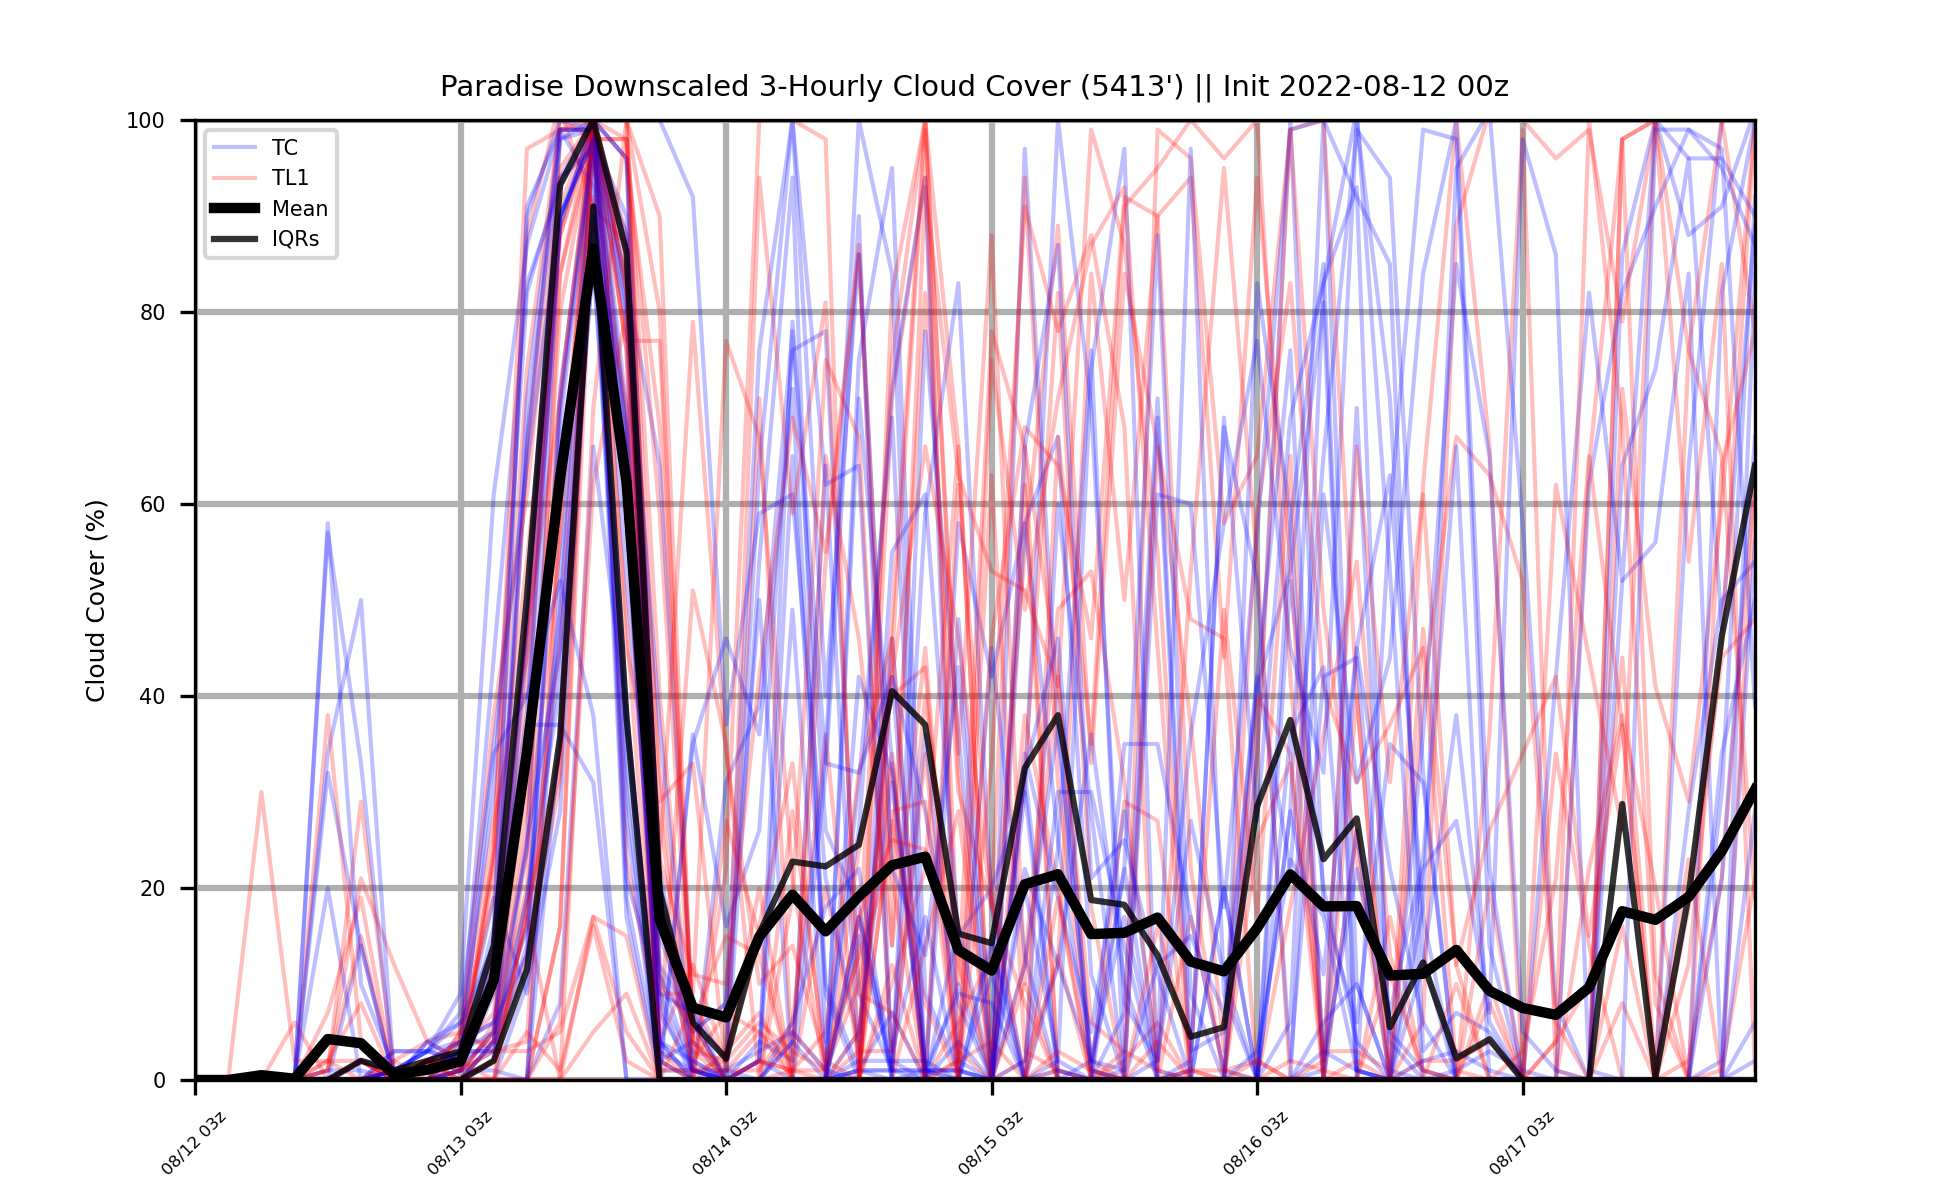 Paradise Downscaled 3-Hourly Cloud Cover (5413') || Init 2022-08-12 00z
100
80
60
40
20
0
Cloud Cover (%)
TC
TL1
Mean
IQRs
08/12 03z
08/13 03z
08/14 03z
08/15 03z
08/16 03z
08/17 03z